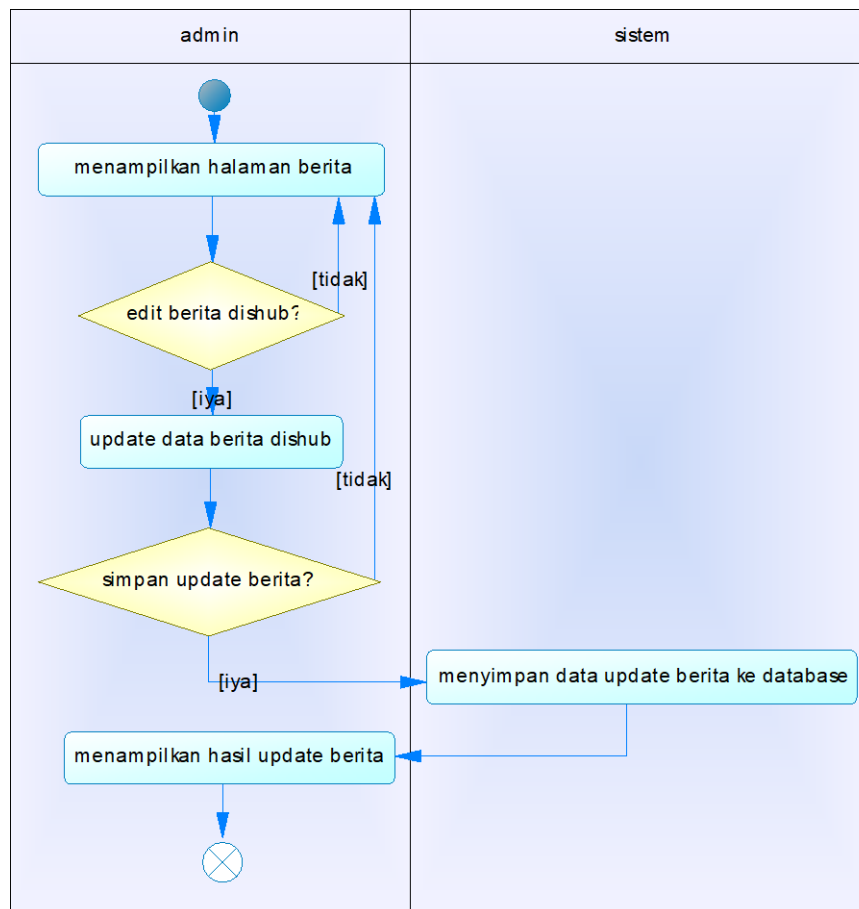 admin
sistem
menampilkan halaman berita
[tidak]
edit berita dishub?
[iya]
update data berita dishub
[tidak]
simpan update berita?
[iya]
menyimpan data update berita ke database
menampilkan hasil update berita